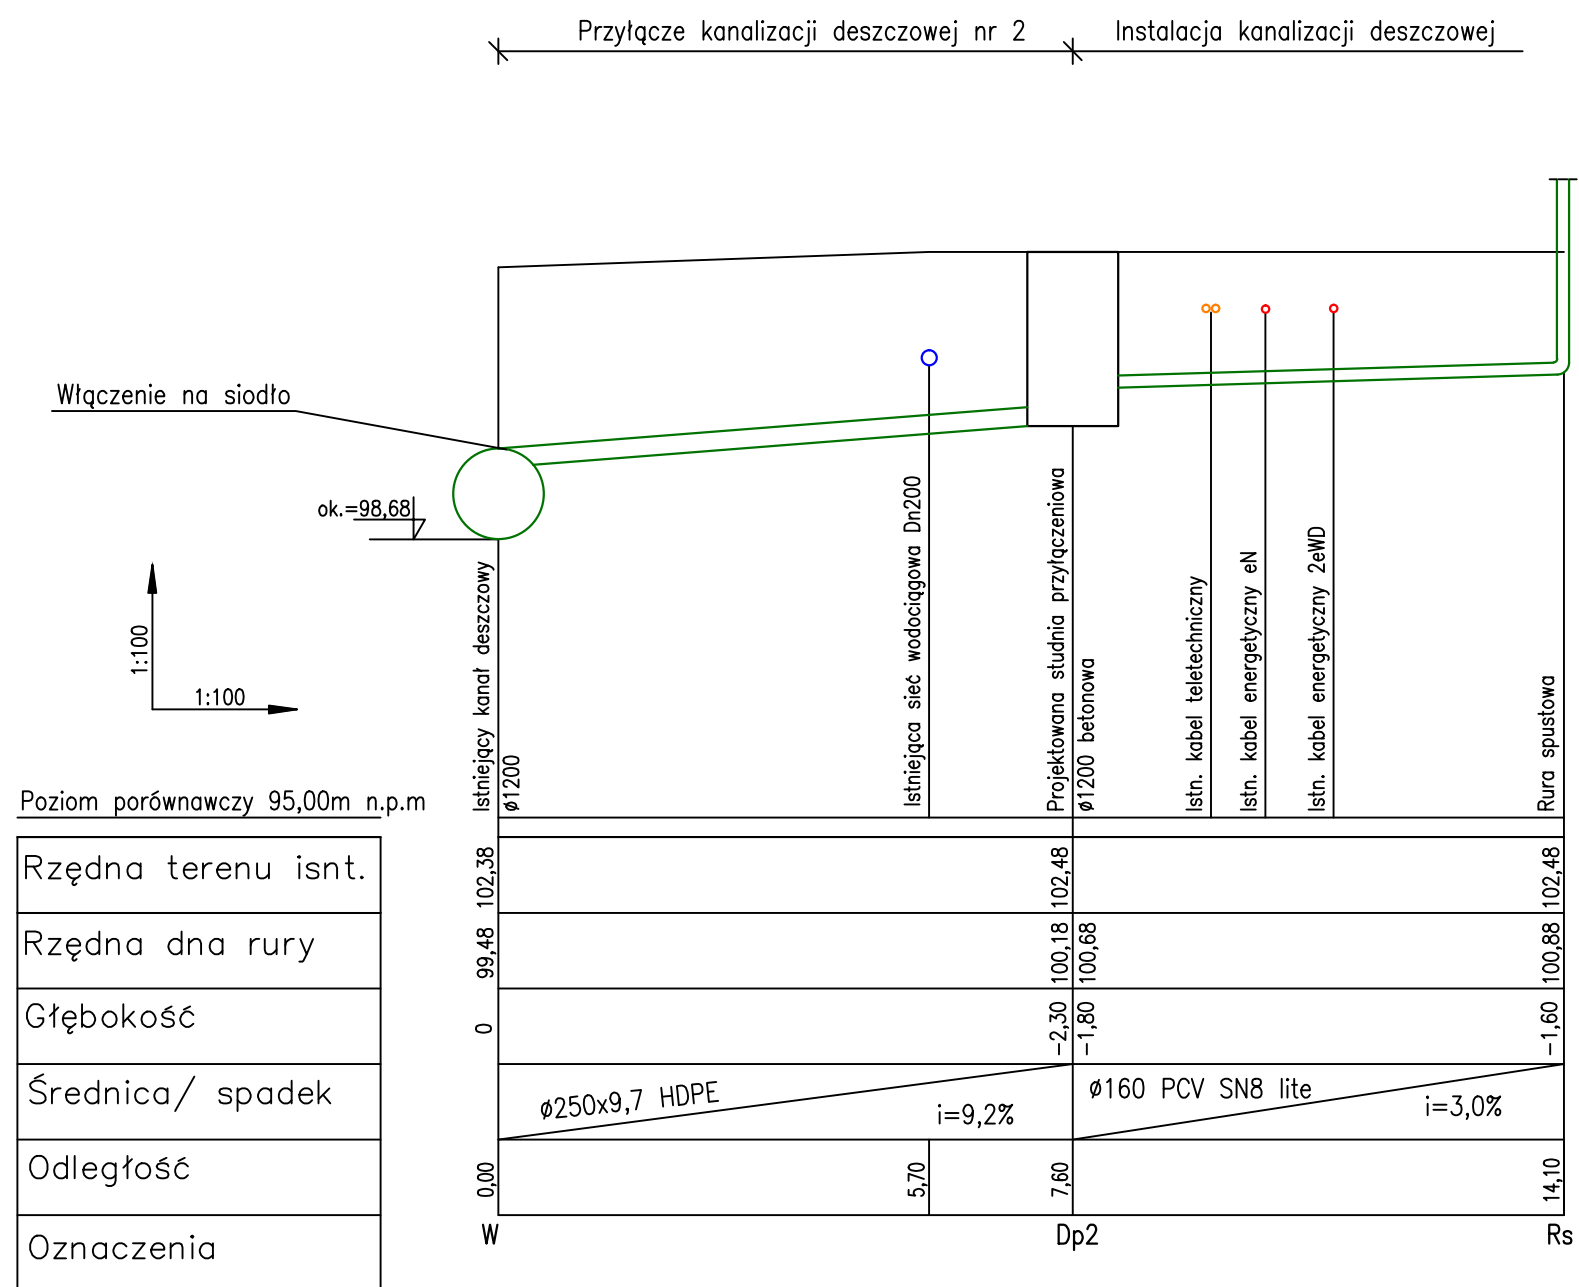 Przyłącze kanalizacji deszczowej nr 2
Instalacja kanalizacji deszczowej
Włączenie na siodło
ok.=98,68
1:100
1:100
Istniejący kanał deszczowy
ø1200
Istniejąca sieć wodociągowa Dn200
Projektowana studnia przyłączeniowa
ø1200 betonowa
Istn. kabel teletechniczny
Istn. kabel energetyczny eN
Istn. kabel energetyczny 2eWD
Rura spustowa
Poziom porównawczy 95,00m n.p.m
Rzędna terenu isnt.
102,38
102,48
102,48
Rzędna dna rury
99,48
100,18
100,68
100,88
Głębokość
0
-2,30
-1,80
-1,60
Średnica/ spadek
ø250x9,7 HDPE
i=9,2%
ø160 PCV SN8 lite
i=3,0%
Odległość
0,00
5,70
7,60
14,10
Oznaczenia
W
Dp2
Rs